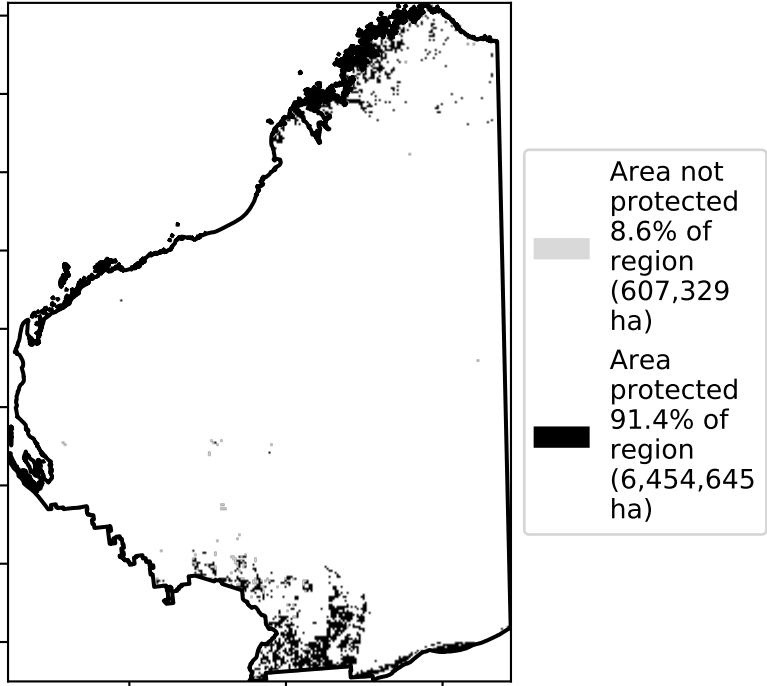 Area not
protected
8.6% of
region
(607,329
ha)
Area
protected
91.4% of
region
(6,454,645
ha)